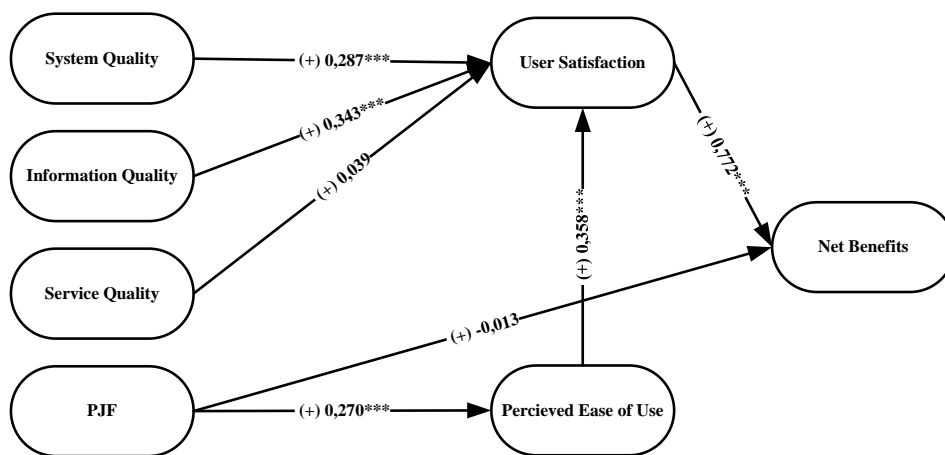 System Quality
(+) 0,287***
User Satisfaction
(+) 0,343***
Information Quality
(+) 0,039
(+) 0,772***
(+) 0,358***
Net Benefits
Service Quality
(+) -0,013
PJF
(+) 0,270***
Percieved Ease of Use